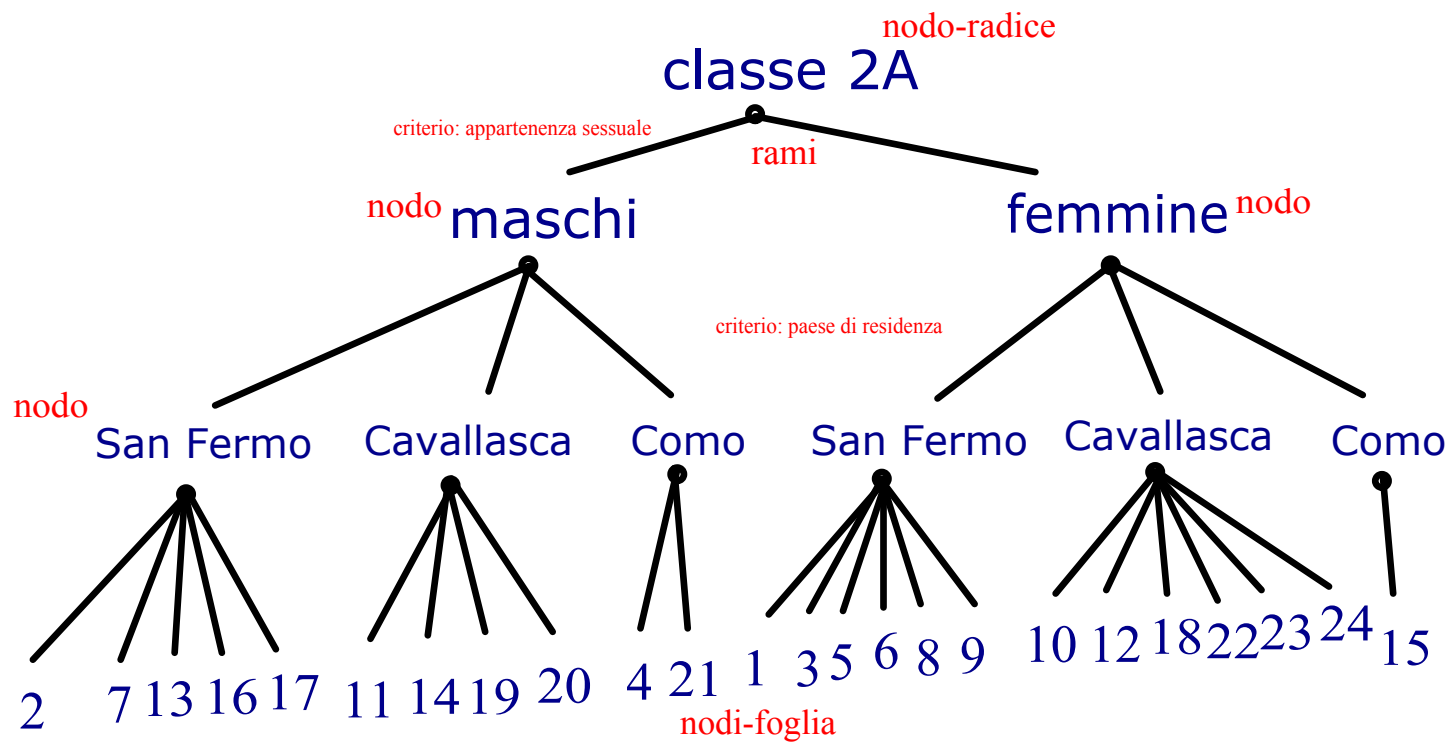 nodo-radice
classe 2A
criterio: appartenenza sessuale
rami
nodo maschi femmine nodo
criterio: paese di residenza
nodo
San Fermo Cavallasca Como San Fermo Cavallasca Como
2 7 13 16 17 11 14 19 20 4 21 1 3 5 6 8 9 10 12 18 22 23 24 15
nodi-foglia